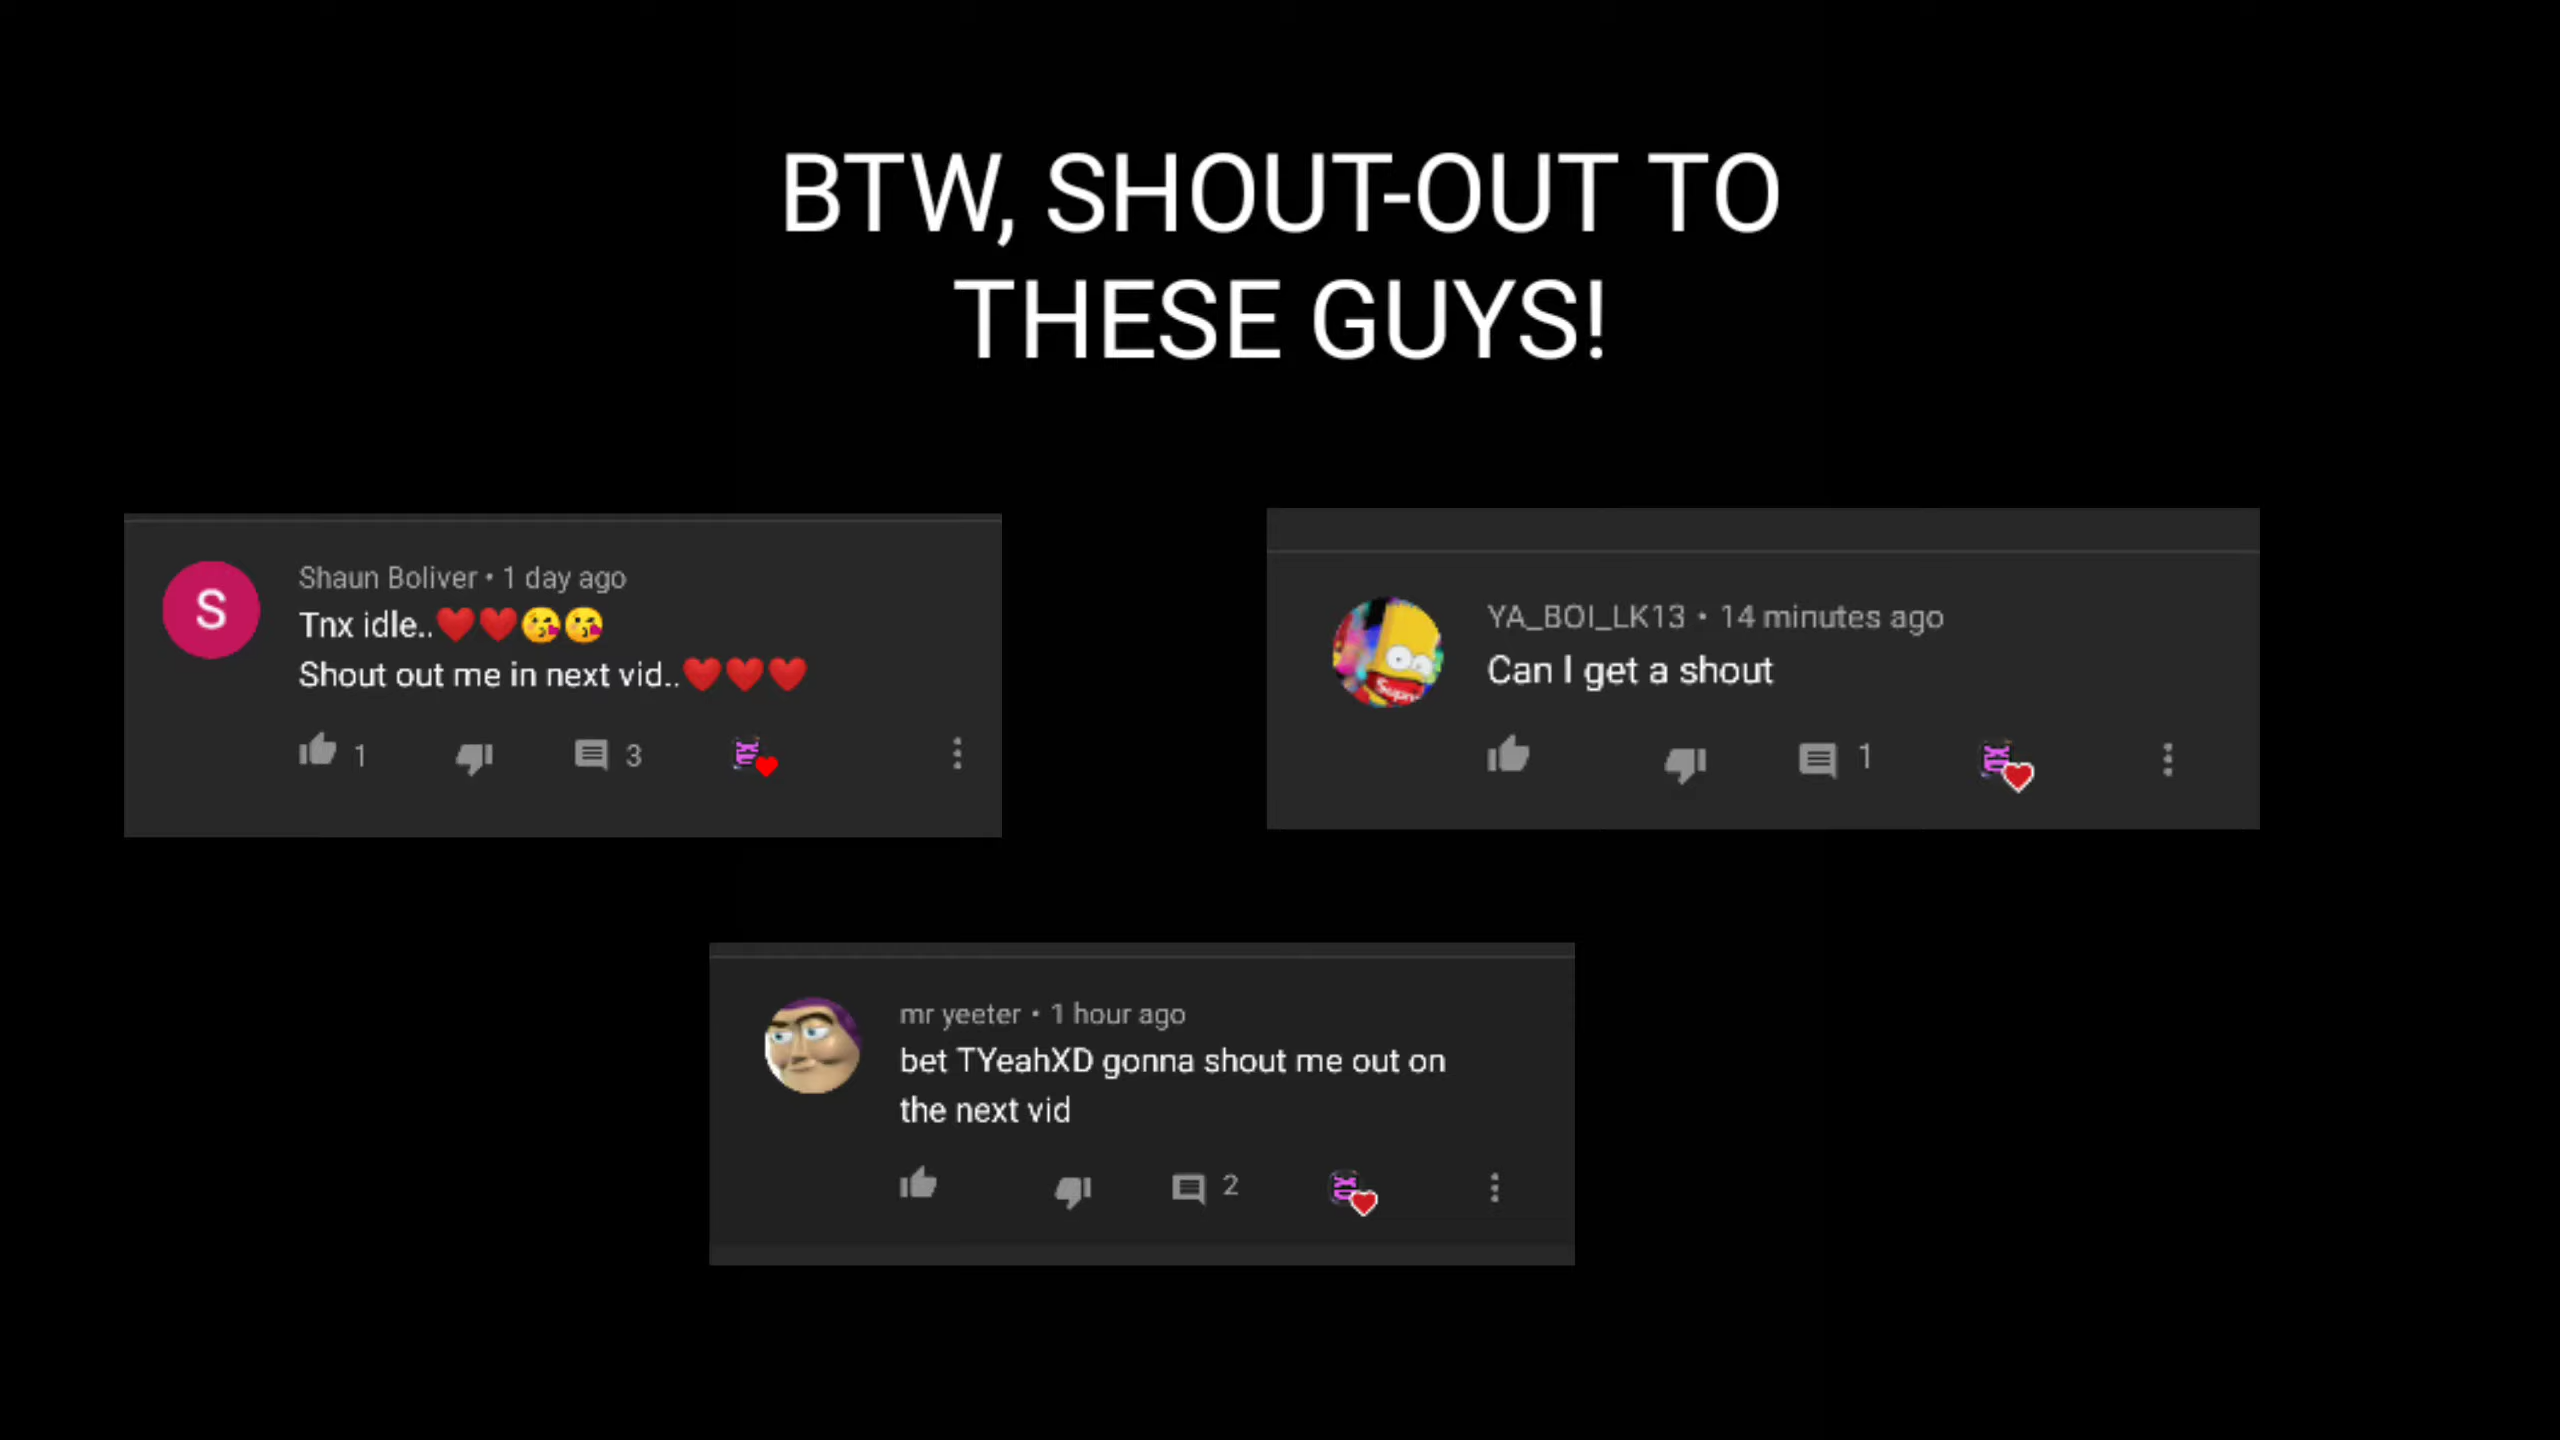 BTW, SHOUT-OUT TO
THESE GUYS!
S
Shaun Boliver • 1 day ago
Tnx idle..❤️❤️😘😘
Shout out me in next vid..❤️❤️❤️
1 3
YA_BOI_LK13 • 14 minutes ago
Can I get a shout
1
mr yeeter • 1 hour ago
bet TYeahXD gonna shout me out on
the next vid
2